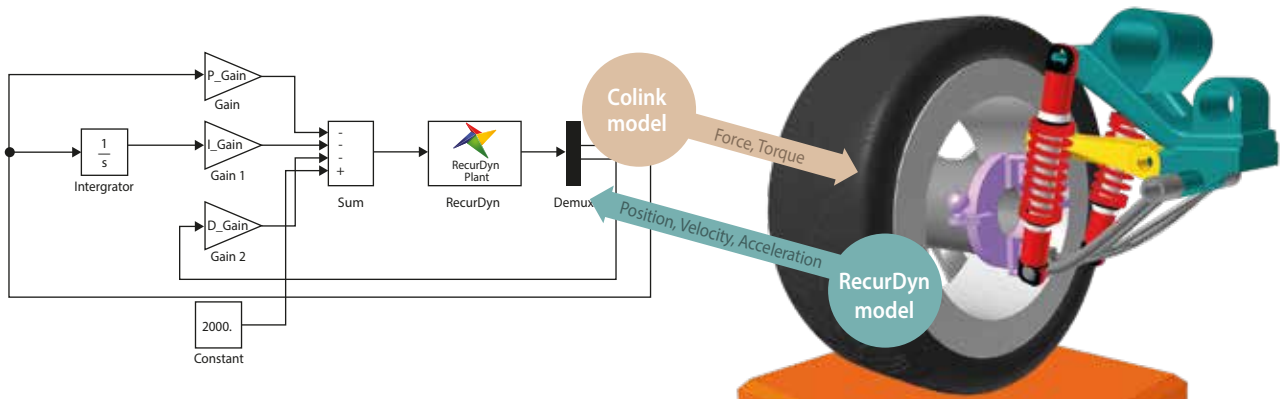 P_Gain
Gain
1
s
Intergrator
I_Gain
Gain 1
D_Gain
Gain 2
2000.
Constant
-
-
-
+
Sum
RecurDyn
Plant
RecurDyn
Demux
Colink
model
Force, Torque
Position, Velocity, Acceleration
RecurDyn
model